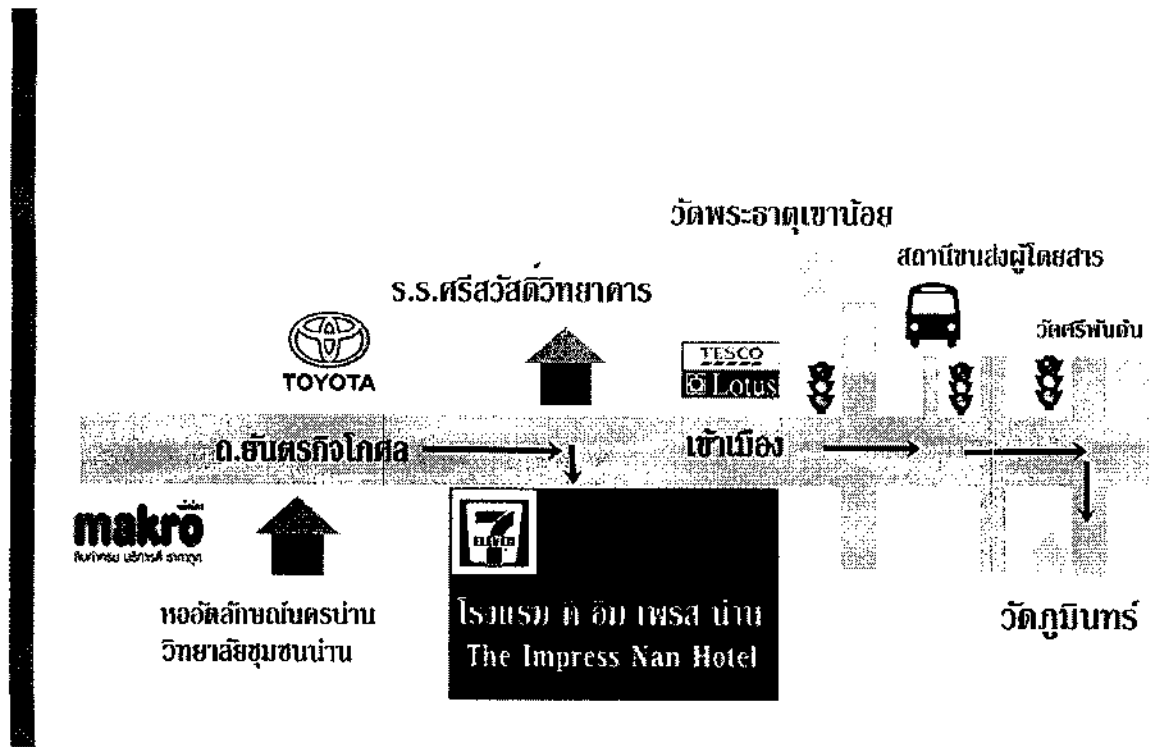 วัดพระธาตุเขาน้อย
สถานีขนส่งผู้โดยสาร
ร.ร.ศรีสวัสดิ์วิทยาคาร
วัดศรีพันต้น
TOYOTA
TESCO
Lotus
ถ.ยันตรกิจโกศล
เข้าเมือง
makro
7
ELEVEN
หออัตลักษณ์นครน่าน
วิทยาลัยชุมชนน่าน
โรงแรม ดิ อิม เพรส น่าน
The Impress Nan Hotel
วัดภูมินทร์